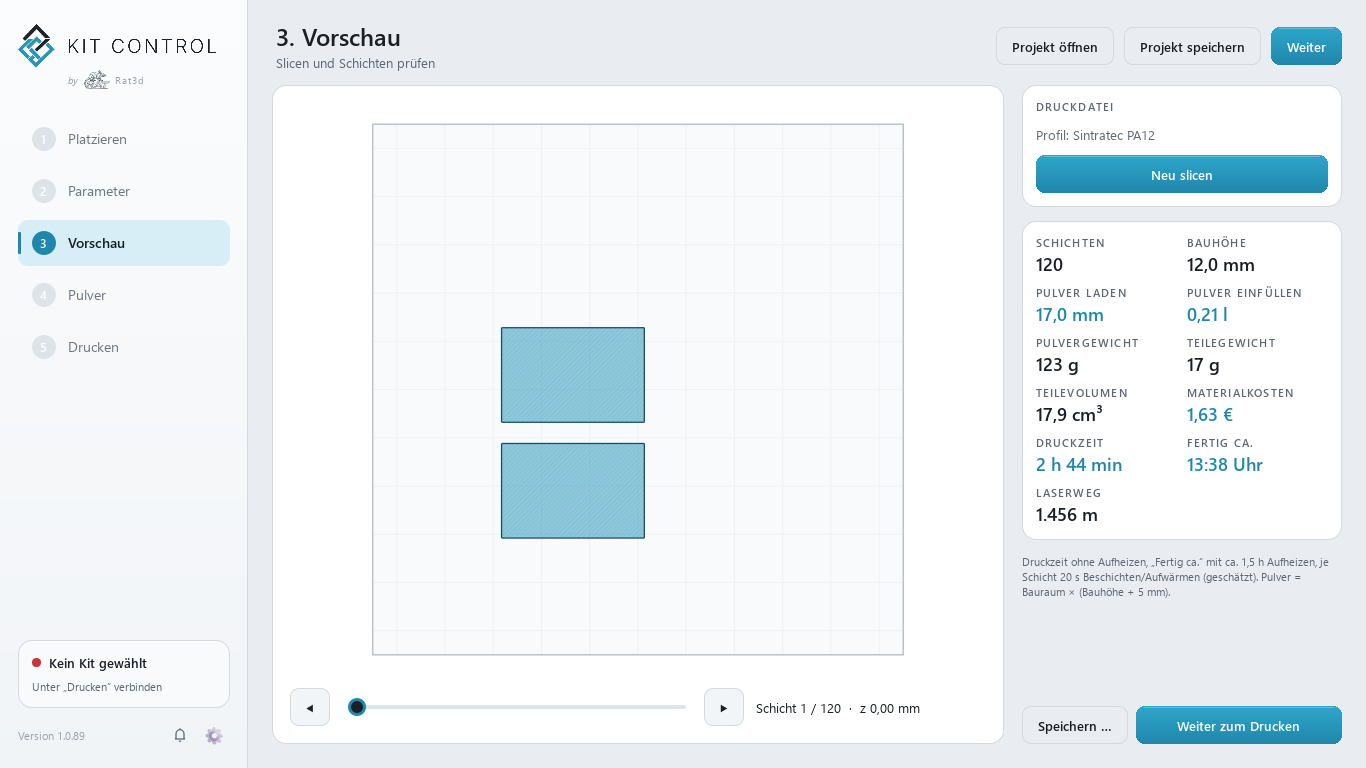 KIT CONTROL
by Rat3d
1 Platzieren
2 Parameter
3 Vorschau
4 Pulver
5 Drucken
Kein Kit gewählt
Unter „Drucken“ verbinden
Version 1.0.89
3. Vorschau
Slicen und Schichten prüfen
Projekt öffnen
Projekt speichern
Weiter
◂
▸
Schicht 1 / 120 · z 0,00 mm
DRUCKDATEI
Profil: Sintratec PA12
Neu slicen
SCHICHTEN
120
BAUHÖHE
12,0 mm
PULVER LADEN
17,0 mm
PULVER EINFÜLLEN
0,21 l
PULVERGEWICHT
123 g
TEILEGEWICHT
17 g
TEILEVOLUMEN
17,9 cm³
MATERIALKOSTEN
1,63 €
DRUCKZEIT
2 h 44 min
FERTIG CA.
13:38 Uhr
LASERWEG
1.456 m
Druckzeit ohne Aufheizen, „Fertig ca.“ mit ca. 1,5 h Aufheizen, je
Schicht 20 s Beschichten/Aufwärmen (geschätzt). Pulver =
Bauraum × (Bauhöhe + 5 mm).
Speichern ...
Weiter zum Drucken